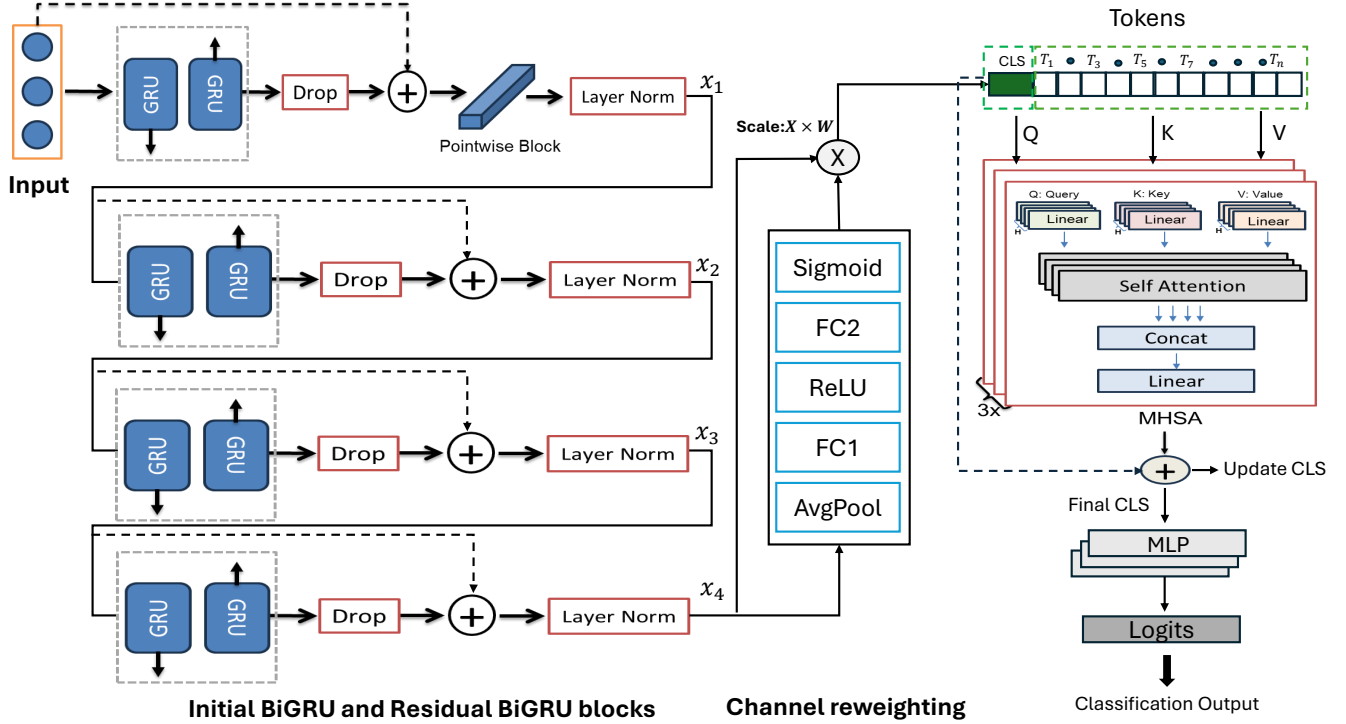 Input
GRU
GRU
Drop
+
Pointwise Block
Layer Norm
x₁
GRU
GRU
Drop
+
Layer Norm
x₂
GRU
GRU
Drop
+
Layer Norm
x₃
GRU
GRU
Drop
+
Layer Norm
x₄
Initial BiGRU and Residual BiGRU blocks
Scale:X × W
X
Sigmoid
FC2
ReLU
FC1
AvgPool
Channel reweighting
Tokens
CLS
T₁ T₃ T₅ T₇ Tₙ
Q K V
Q: Query K: Key V: Value
Linear Linear Linear
H H H
Self Attention
Concat
Linear
3x
MHSA
+
Update CLS
Final CLS
MLP
Logits
Classification Output